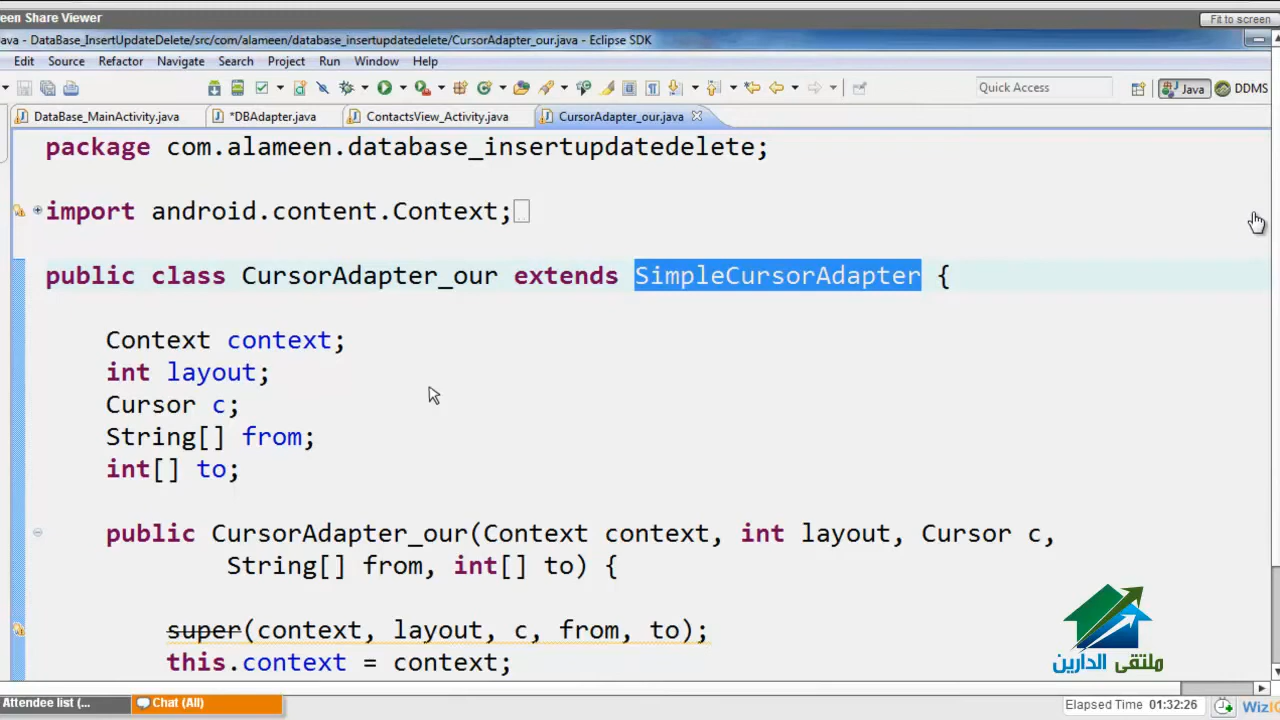 een Share Viewer
Fit to screen
ava - DataBase_InsertUpdateDelete/src/com/alameen/database_insertupdatedelete/CursorAdapter_our.java - Eclipse SDK
Edit Source Refactor Navigate Search Project Run Window Help
Quick Access
Java
DDMS
DataBase_MainActivity.java
*DBAdapter.java
ContactsView_Activity.java
CursorAdapter_our.java
package com.alameen.database_insertupdatedelete;
import android.content.Context;
public class CursorAdapter_our extends SimpleCursorAdapter {
Context context;
int layout;
Cursor c;
String[] from;
int[] to;
public CursorAdapter_our(Context context, int layout, Cursor c,
String[] from, int[] to) {
super(context, layout, c, from, to);
this.context = context;
ملتقى الدارين
Attendee list (...
Chat (All)
Elapsed Time 01:32:26
WizI